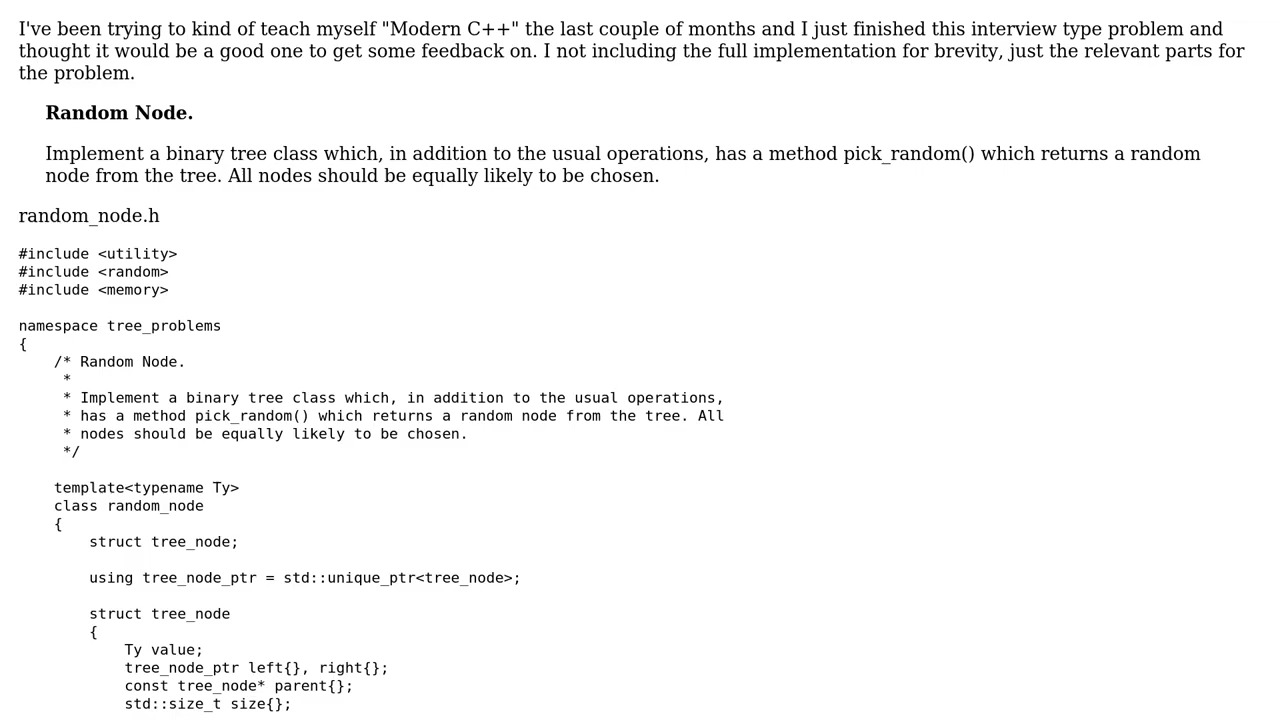 I've been trying to kind of teach myself "Modern C++" the last couple of months and I just finished this interview type problem and
thought it would be a good one to get some feedback on. I not including the full implementation for brevity, just the relevant parts for
the problem.
Random Node.
Implement a binary tree class which, in addition to the usual operations, has a method pick_random() which returns a random
node from the tree. All nodes should be equally likely to be chosen.
random_node.h
#include <utility>
#include <random>
#include <memory>
namespace tree_problems
{
    /* Random Node.
     *
     * Implement a binary tree class which, in addition to the usual operations,
     * has a method pick_random() which returns a random node from the tree. All
     * nodes should be equally likely to be chosen.
     */
    template<typename Ty>
    class random_node
    {
        struct tree_node;
        using tree_node_ptr = std::unique_ptr<tree_node>;
        struct tree_node
        {
            Ty value;
            tree_node_ptr left{}, right{};
            const tree_node* parent{};
            std::size_t size{};